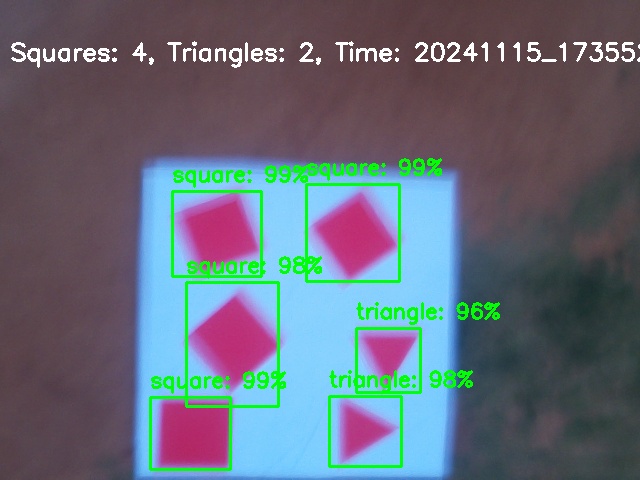 Squares: 4, Triangles: 2, Time: 20241115_17355
square: 99%
square: 99%
square: 98%
triangle: 96%
square: 99%
triangle: 98%